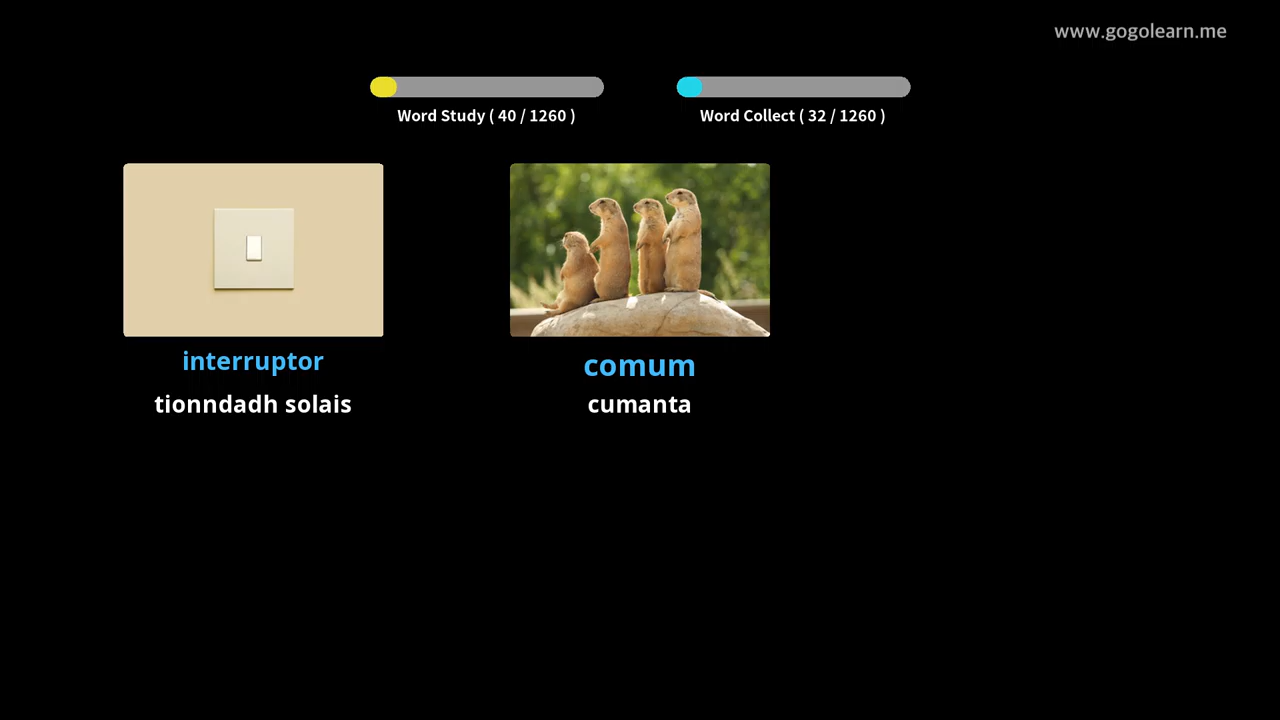 www.gogolearn.me
Word Study ( 40 / 1260 )
Word Collect ( 32 / 1260 )
interruptor
comum
tionndadh solais
cumanta